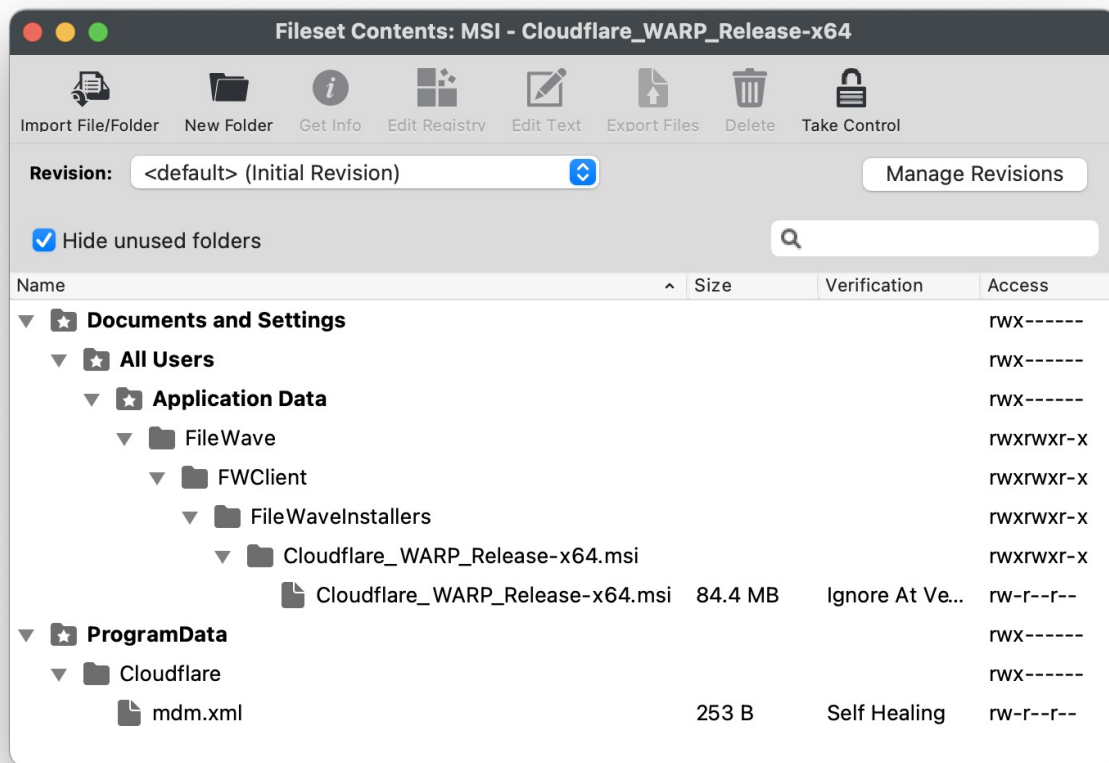 Fileset Contents: MSI - Cloudflare_WARP_Release-x64
Import File/Folder New Folder Get Info Edit Registry Edit Text Export Files Delete Take Control
Revision: <default> (Initial Revision) Manage Revisions
Hide unused folders
Name Size Verification Access
Documents and Settings rwx------
All Users rwx------
Application Data rwx------
FileWave rwxrwxr-x
FWClient rwxrwxr-x
FileWaveInstallers rwxrwxr-x
Cloudflare_WARP_Release-x64.msi rwxrwxr-x
Cloudflare_WARP_Release-x64.msi 84.4 MB Ignore At Ve... rw-r--r--
ProgramData rwx------
Cloudflare rwx------
mdm.xml 253 B Self Healing rw-r--r--